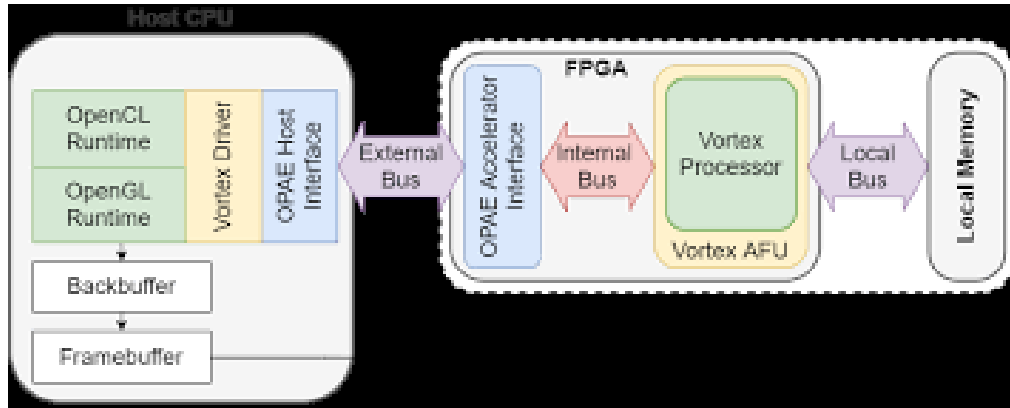 Host CPU
OpenCL
Runtime
OpenGL
Runtime
Vortex Driver
OPAE Host
Interface
Backbuffer
Framebuffer
External
Bus
FPGA
OPAE Accelerator
Interface
Internal
Bus
Vortex
Processor
Vortex AFU
Local
Bus
Local Memory